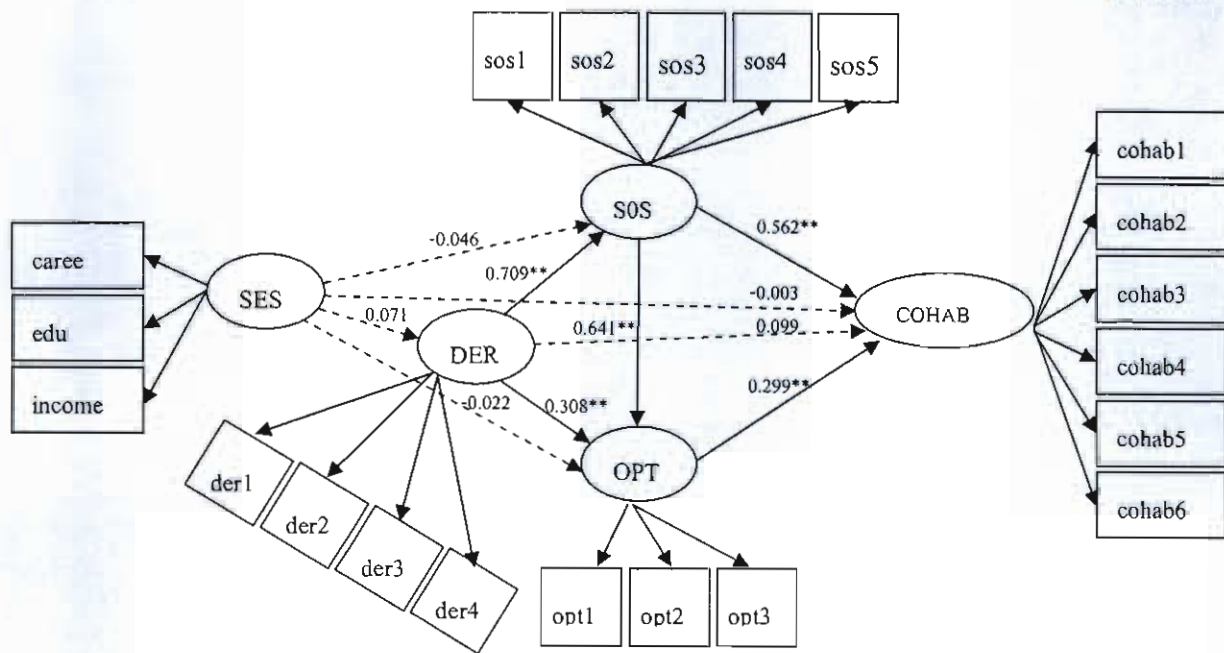 sos1
sos2
sos3
sos4
sos5
cohab1
cohab2
cohab3
cohab4
cohab5
cohab6
S0S
0.562**
-0.046
0.709**
caree
edu
income
SES
-0.003
0.071
0.641**
0.099
COHAB
DER
-0.022
0.308**
0.299**
OPT
der1
der2
der3
der4
opt1
opt2
opt3